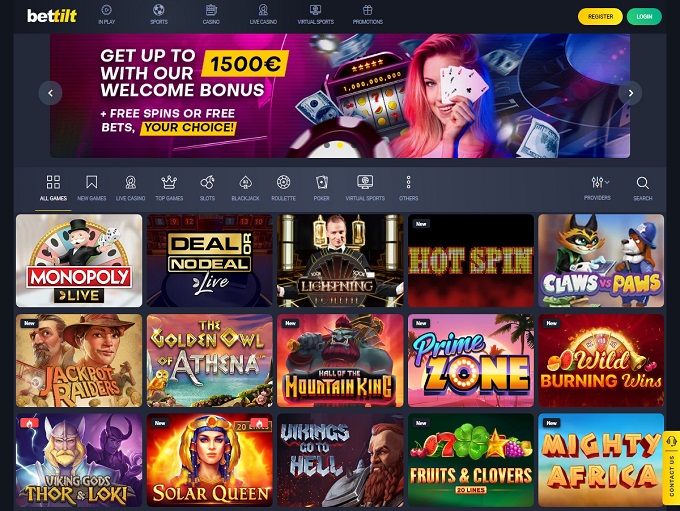 bettilt
IN PLAY
SPORTS
CASINO
LIVE CASINO
VIRTUAL SPORTS
PROMOTIONS
REGISTER
LOGIN
GET UP TO 1500€
WITH OUR
WELCOME BONUS
+ FREE SPINS OR FREE
BETS, YOUR CHOICE!
1,000,000,000
ALL GAMES
NEW GAMES
LIVE CASINO
TOP GAMES
SLOTS
BLACKJACK
ROULETTE
POKER
VIRTUAL SPORTS
OTHERS
PROVIDERS
SEARCH
MONOPOLY
LIVE
DEAL OR
NO DEAL
Live
LIGHTNING
New
HOT SPIN
CLAWS VS PAWS
New
JACKPOT
RAIDERS
THE
GOLDEN OWL
OF ATHENA
New
HALL OF THE
MOUNTAIN KING
New
Prime
ZONE
New
Wild
BURNING WINS
VIKING GODS
THOR & LOKI
New
20 LINES
SOLAR QUEEN
VIKINGS
GO TO
HELL
New
FRUITS & CLOVERS
20 LINES
New
MIGHTY
AFRICA
CONTACT US